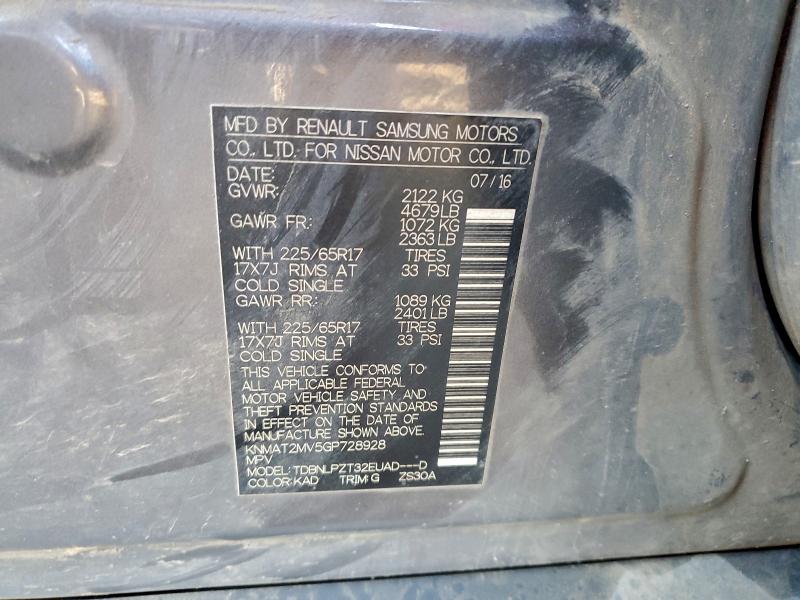 MFD BY RENAULT SAMSUNG MOTORS
CO., LTD. FOR NISSAN MOTOR CO., LTD.
DATE: 07/16
GVWR: 2122 KG
4679 LB
GAWR FR: 1072 KG
2363 LB
WITH 225/65R17 TIRES
17X7J RIMS AT 33 PSI
COLD SINGLE
GAWR RR: 1089 KG
2401 LB
WITH 225/65R17 TIRES
17X7J RIMS AT 33 PSI
COLD SINGLE
THIS VEHICLE CONFORMS TO
ALL APPLICABLE FEDERAL
MOTOR VEHICLE SAFETY AND
THEFT PREVENTION STANDARDS
IN EFFECT ON THE DATE OF
MANUFACTURE SHOWN ABOVE.
KNMAT2MV5GP728928
MPV
MODEL: TDBNLPZT32EUAD---D
COLOR: KAD TRIM: G ZS30A